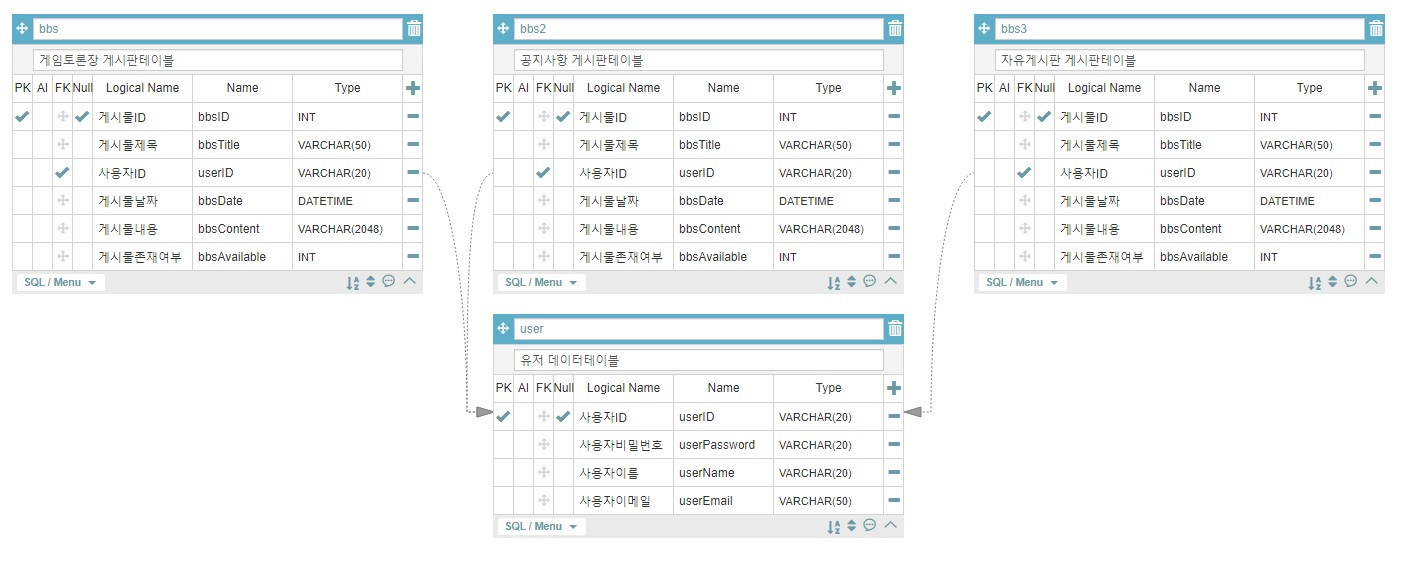 bbs
게임토론장 게시판테이블
PK AI FK Null Logical Name Name Type
게시물ID bbsID INT
게시물제목 bbsTitle VARCHAR(50)
사용자ID userID VARCHAR(20)
게시물날짜 bbsDate DATETIME
게시물내용 bbsContent VARCHAR(2048)
게시물존재여부 bbsAvailable INT
SQL / Menu
bbs2
공지사항 게시판테이블
PK AI FK Null Logical Name Name Type
게시물ID bbsID INT
게시물제목 bbsTitle VARCHAR(50)
사용자ID userID VARCHAR(20)
게시물날짜 bbsDate DATETIME
게시물내용 bbsContent VARCHAR(2048)
게시물존재여부 bbsAvailable INT
SQL / Menu
bbs3
자유게시판 게시판테이블
PK AI FK Null Logical Name Name Type
게시물ID bbsID INT
게시물제목 bbsTitle VARCHAR(50)
사용자ID userID VARCHAR(20)
게시물날짜 bbsDate DATETIME
게시물내용 bbsContent VARCHAR(2048)
게시물존재여부 bbsAvailable INT
SQL / Menu
user
유저 데이터테이블
PK AI FK Null Logical Name Name Type
사용자ID userID VARCHAR(20)
사용자비밀번호 userPassword VARCHAR(20)
사용자이름 userName VARCHAR(20)
사용자이메일 userEmail VARCHAR(50)
SQL / Menu